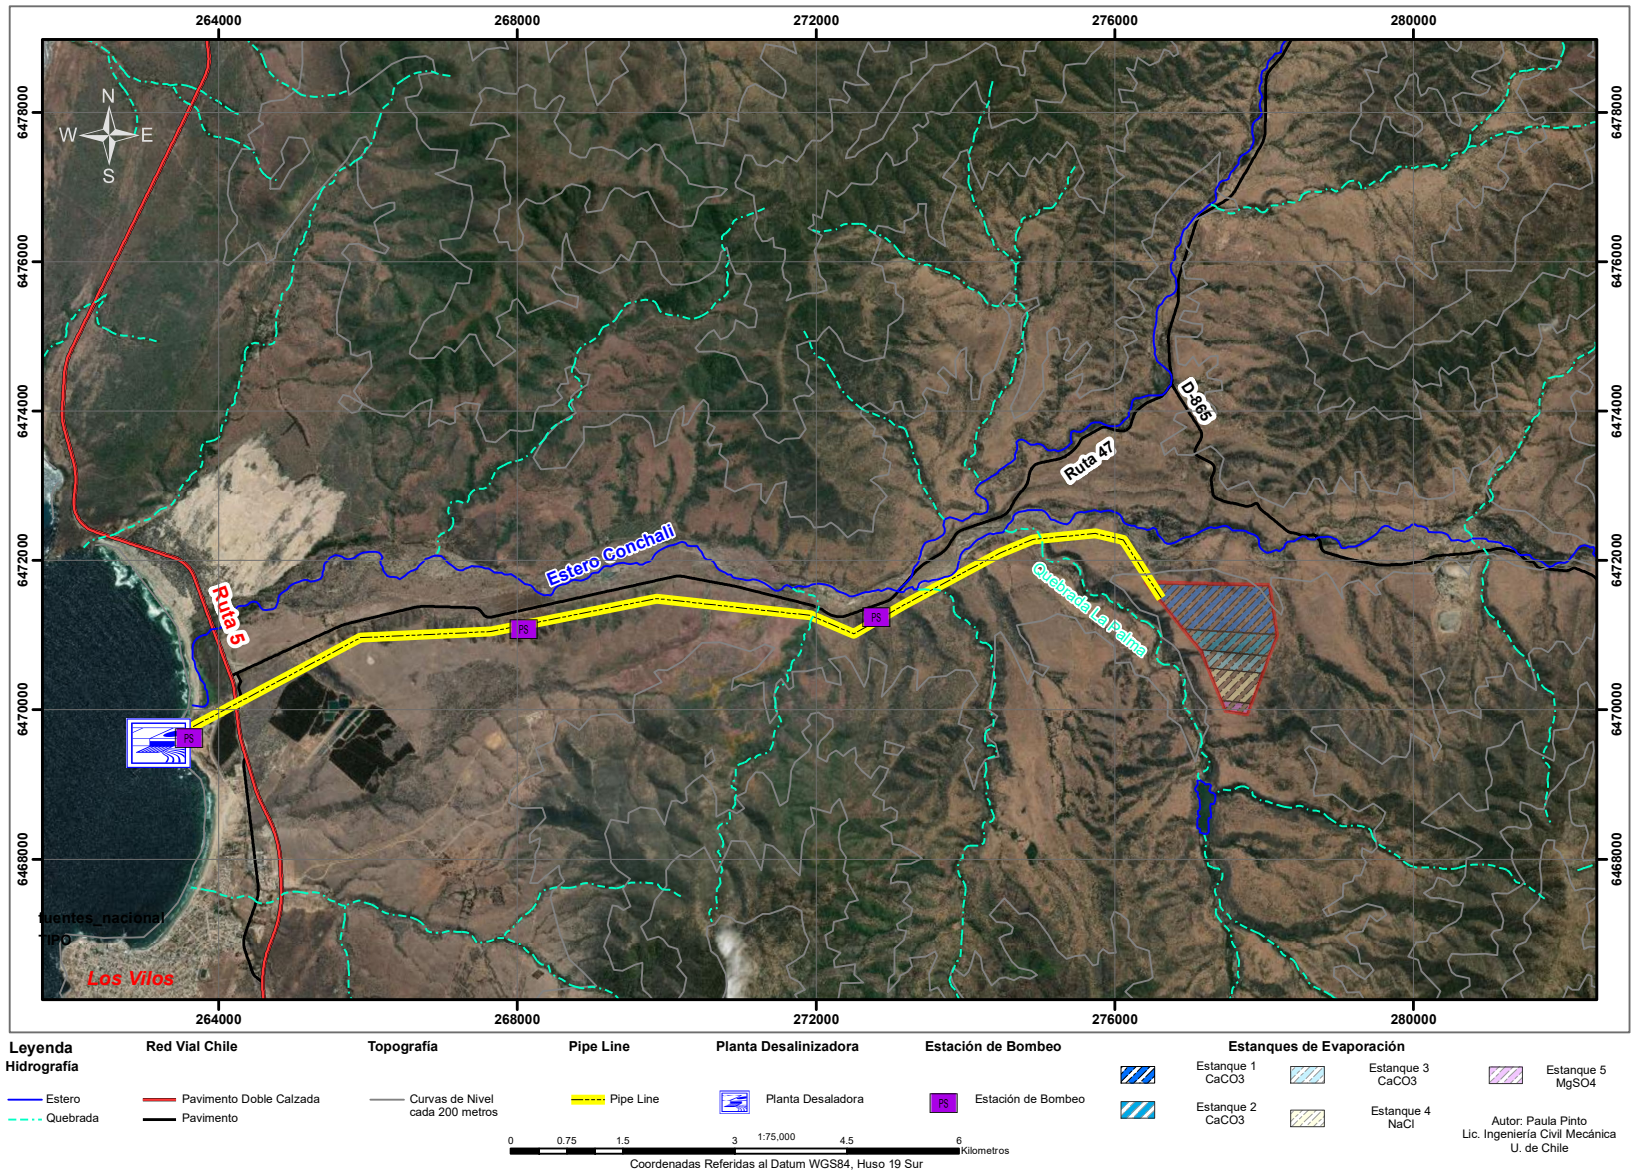 264000
268000
272000
276000
280000
6478000
6478000
N
W
E
S
6476000
6476000
6474000
6474000
D-865
Ruta 47
6472000
6472000
Estero Conchali
Quebrada La Palma
Ruta 5
PS
PS
6470000
6470000
PS
6468000
6468000
fuentes_nacional
TIPO
Los Vilos
264000
268000
272000
276000
280000
Leyenda
Hidrografía
Estero
Quebrada
Red Vial Chile
Pavimento Doble Calzada
Pavimento
Topografía
Curvas de Nivel
cada 200 metros
Pipe Line
Pipe Line
Planta Desalinizadora
Planta Desaladora
Estación de Bombeo
PS
Estación de Bombeo
Estanques de Evaporación
Estanque 1
CaCO3
Estanque 2
CaCO3
Estanque 3
CaCO3
Estanque 4
NaCl
Estanque 5
MgSO4
0 0.75 1.5 3 4.5 6
1:75,000
Kilometros
Coordenadas Referidas al Datum WGS84, Huso 19 Sur
Autor: Paula Pinto
Lic. Ingeniería Civil Mecánica
U. de Chile